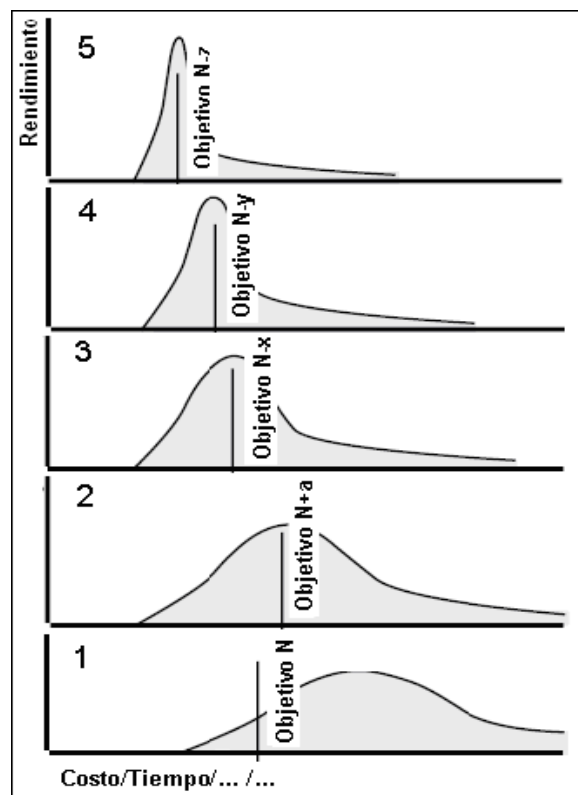 Rendimiento
5
Objetivo N-z
4
Objetivo N-y
3
Objetivo N-x
2
Objetivo N+a
1
Objetivo N
Costo/Tiempo/... /...